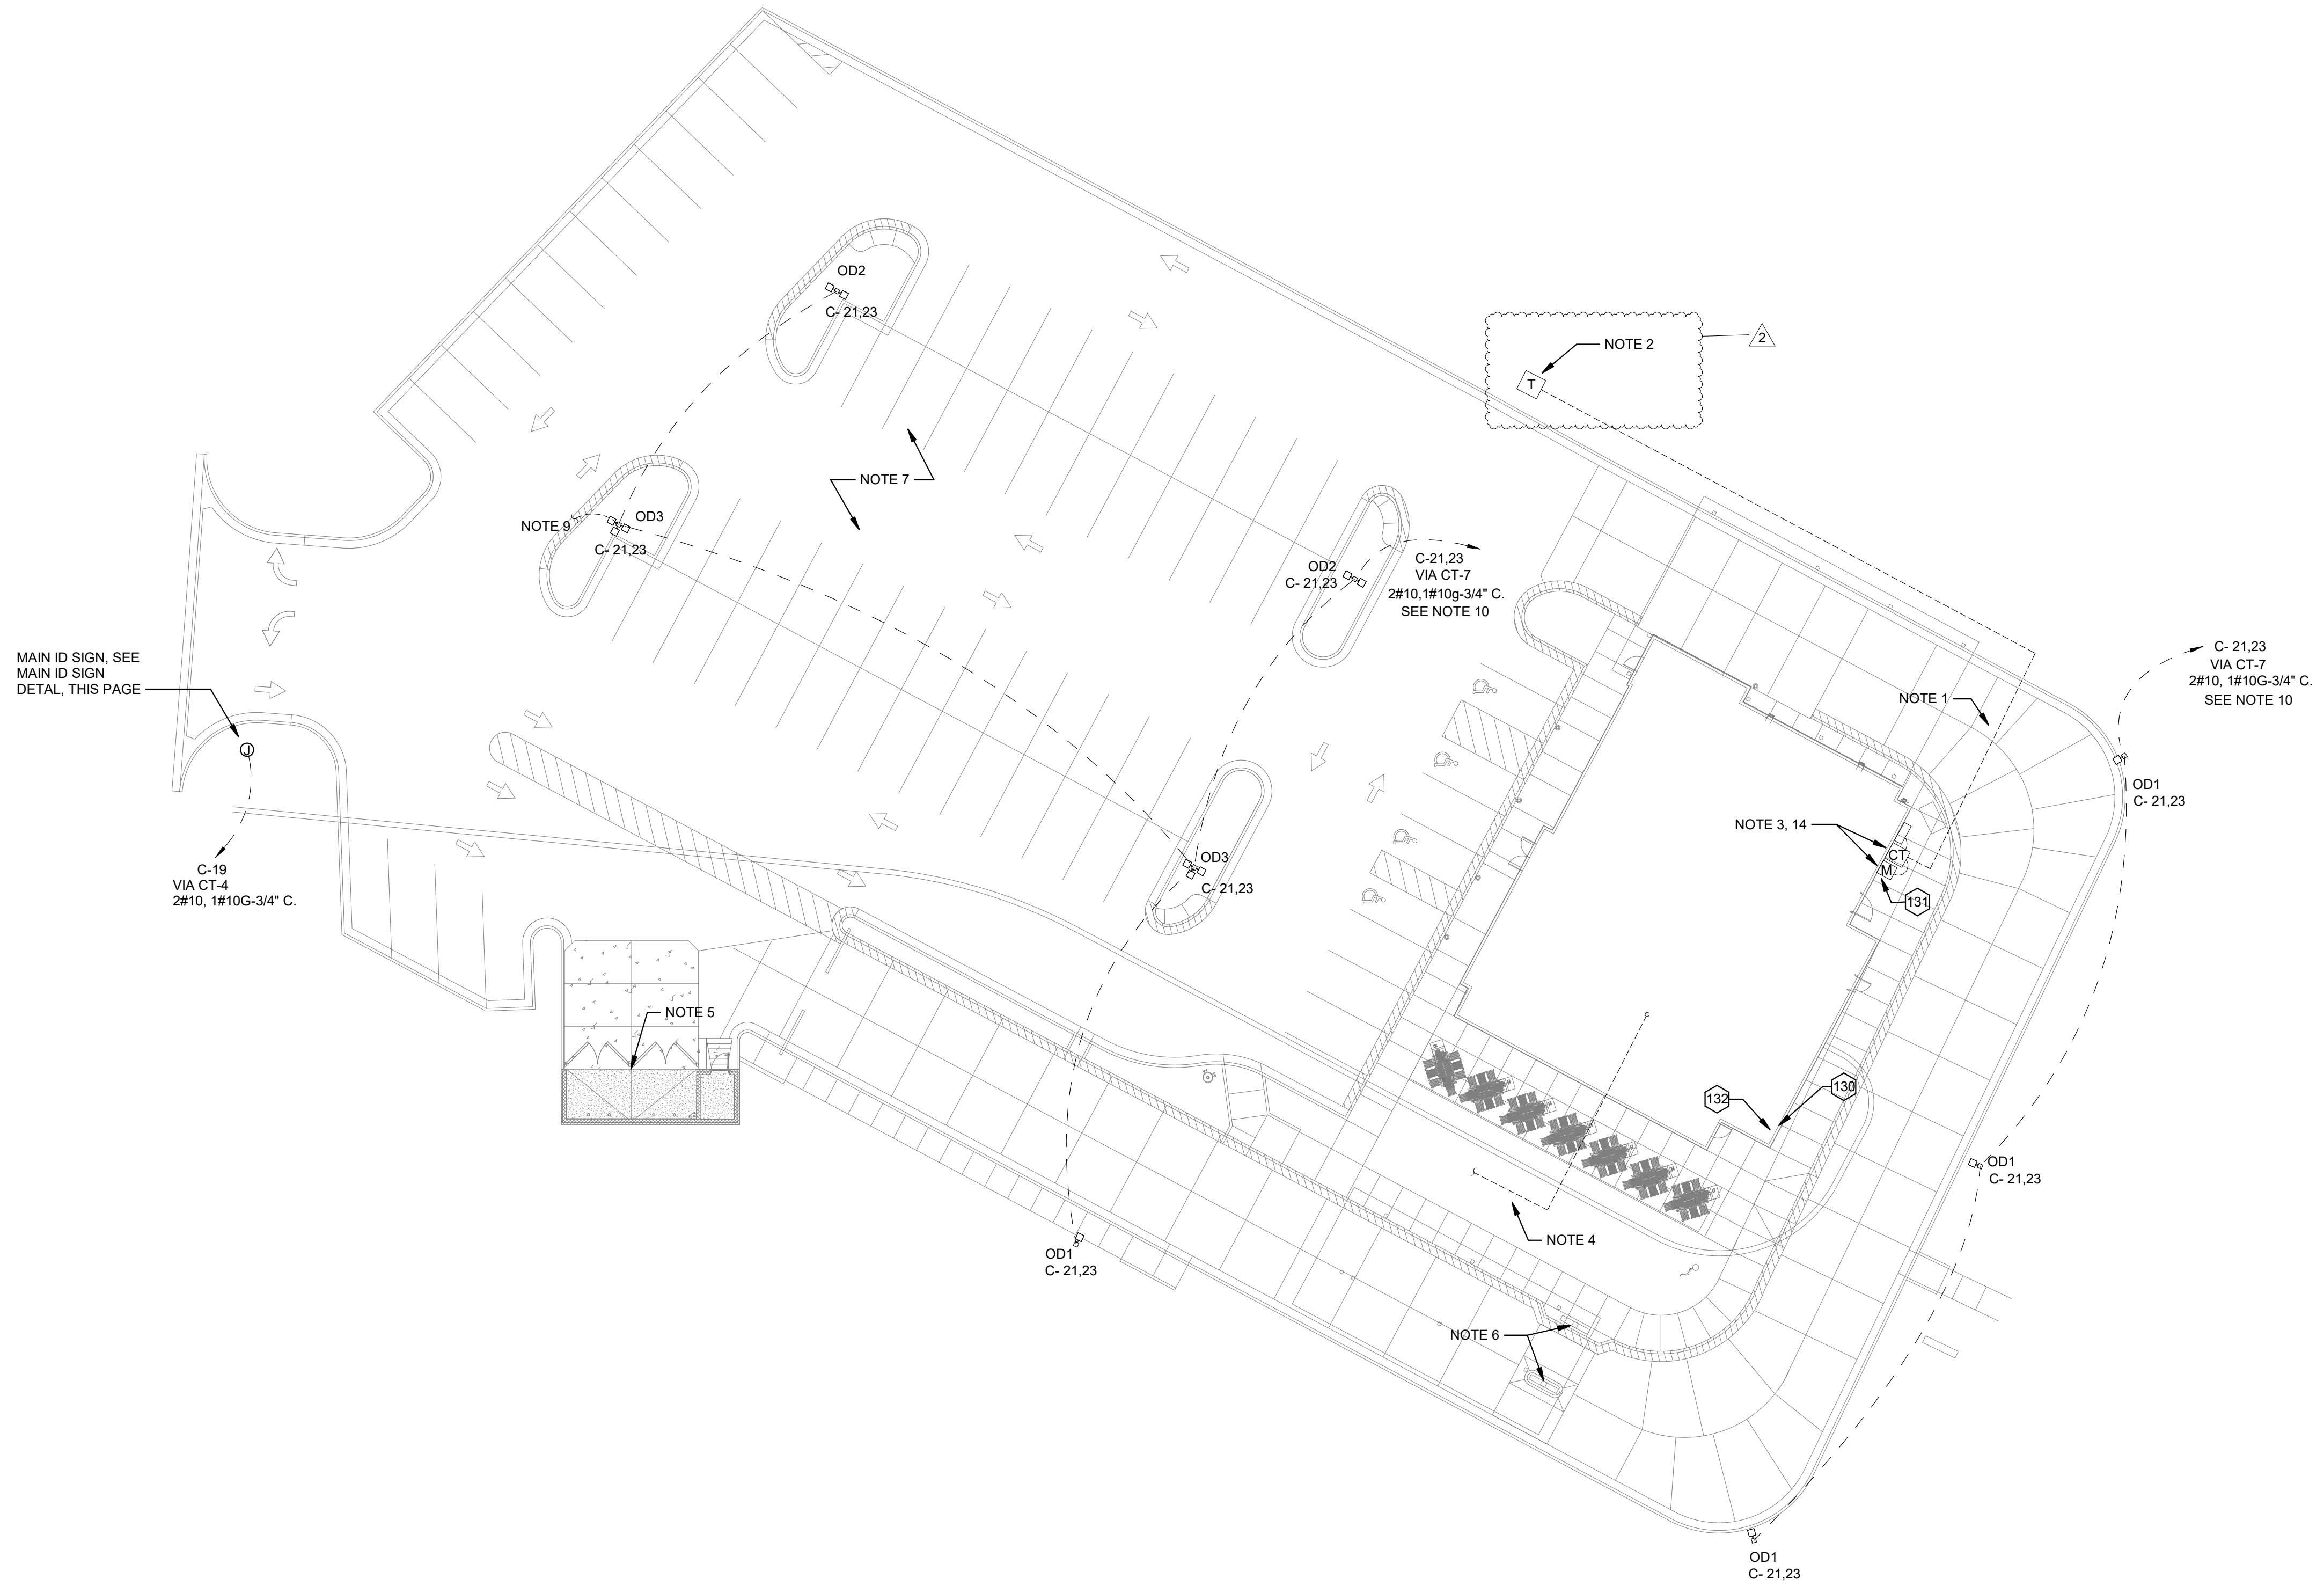 OD2
C- 21,23
2
NOTE 2
T
NOTE 7
NOTE 9
OD3
C- 21,23
OD2
C- 21,23
C-21,23
VIA CT-7
2#10,1#10g-3/4" C.
SEE NOTE 10
MAIN ID SIGN, SEE
MAIN ID SIGN
DETAL, THIS PAGE
J
C- 21,23
VIA CT-7
2#10, 1#10G-3/4" C.
SEE NOTE 10
NOTE 1
OD1
C- 21,23
NOTE 3, 14
CT
M
131
OD3
C- 21,23
C-19
VIA CT-4
2#10, 1#10G-3/4" C.
NOTE 5
132
130
OD1
C- 21,23
NOTE 4
OD1
C- 21,23
NOTE 6
OD1
C- 21,23